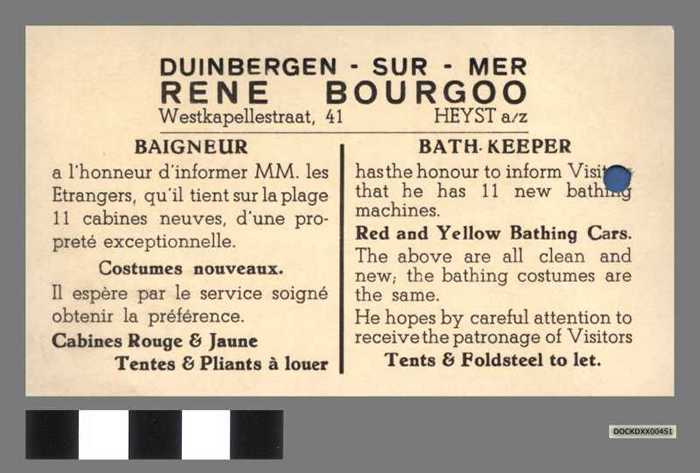 DUINBERGEN - SUR - MER
RENE BOURGOO
Westkapellestraat, 41 HEYST a/z
BAIGNEUR
a l'honneur d'informer MM. les
Etrangers, qu'il tient sur la plage
11 cabines neuves, d'une pro-
preté exceptionnelle.
Costumes nouveaux.
Il espère par le service soigné
obtenir la préférence.
Cabines Rouge & Jaune
Tentes & Pliants à louer
BATH-KEEPER
has the honour to inform
that he has 11 new bathing
machines.
Red and Yellow Bathing Cars.
The above are all clean and
new; the bathing costumes are
the same.
He hopes by careful attention to
receive the patronage of Visitors
Tents & Foldsteel to let.
DOCKDXX00451